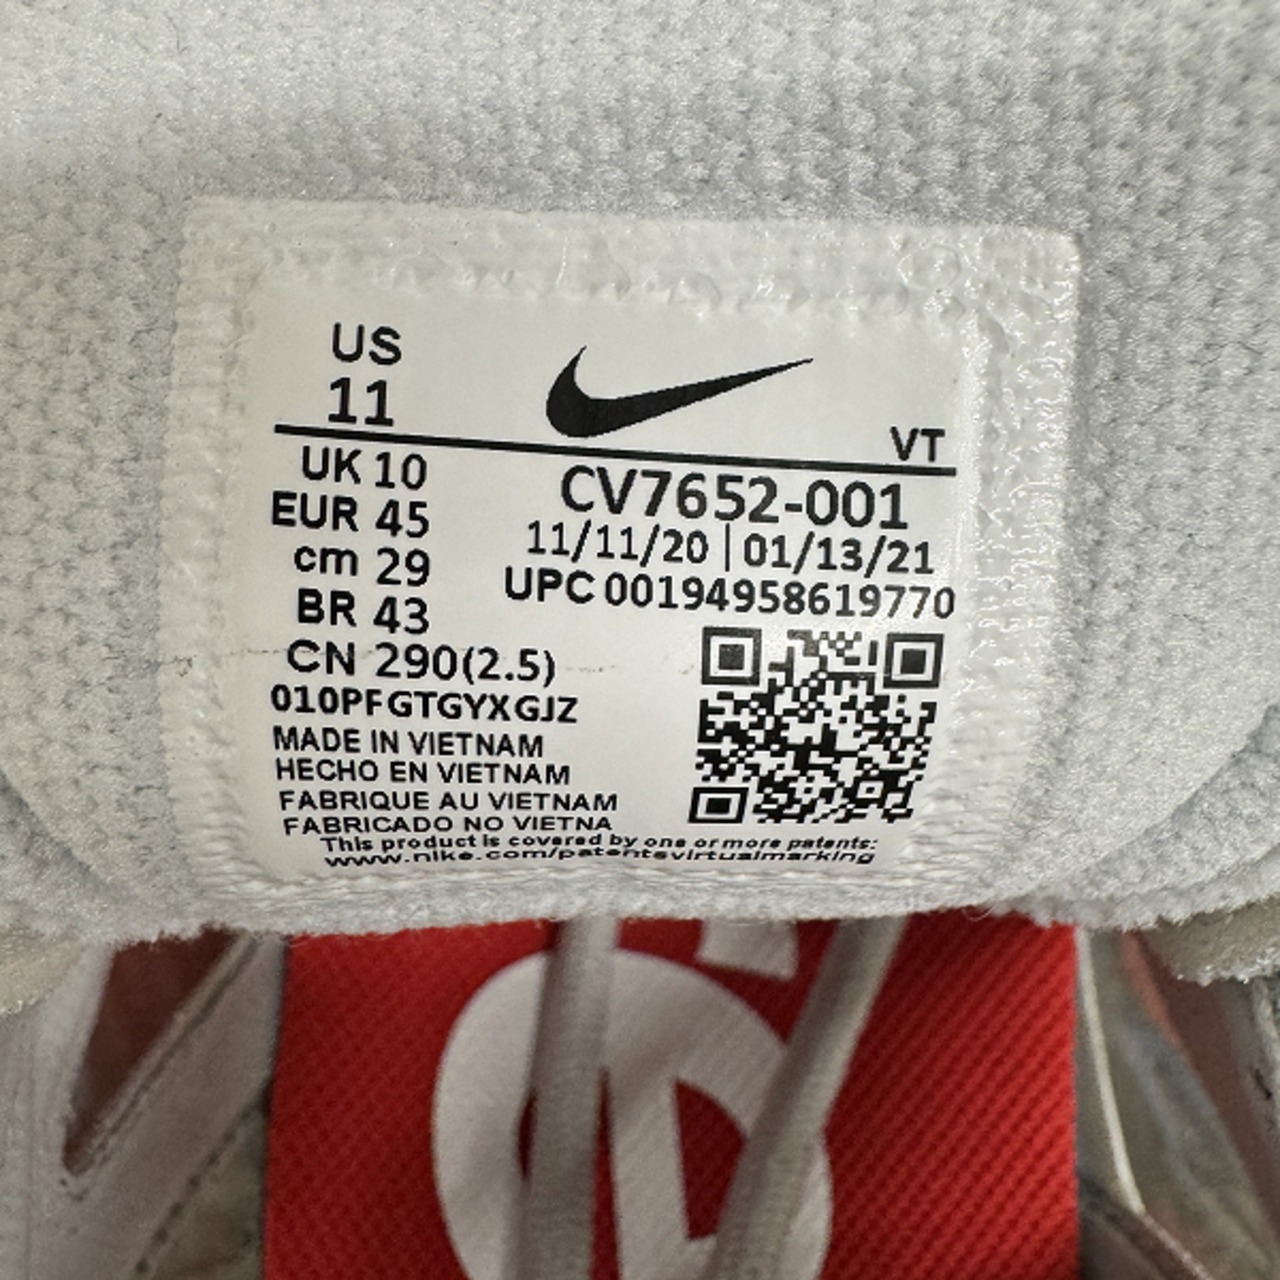 US
11
VT
UK 10
CV7652-001
EUR 45
11/11/20 | 01/13/21
cm 29
UPC 00194958619770
BR 43
CN 290(2.5)
010PFGTGYXGJZ
MADE IN VIETNAM
HECHO EN VIETNAM
FABRIQUE AU VIETNAM
FABRICADO NO VIETNA
This product is covered by one or more patents:
www.nike.com/patentsvirtualmarking